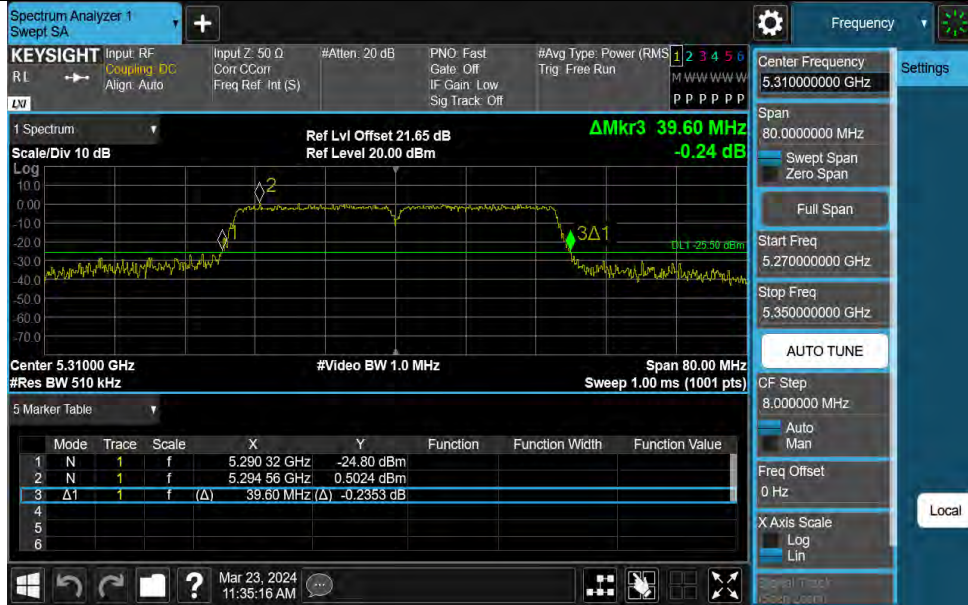 Spectrum Analyzer 1
Swept SA
Frequency
KEYSIGHT
RL
LXI
Input: RF
Coupling: DC
Align: Auto
Input Z: 50 Ω
Corr CCorr
Freq Ref: Int (S)
#Atten: 20 dB
PNO: Fast
Gate: Off
IF Gain: Low
Sig Track: Off
#Avg Type: Power (RMS
Trig: Free Run
1 2 3 4 5 6
M W W W W W
P P P P P P
1 Spectrum
Scale/Div 10 dB
Ref Lvl Offset 21.65 dB
Ref Level 20.00 dBm
ΔMkr3 39.60 MHz
-0.24 dB
Log
10.0
0.00
-10.0
-20.0
-30.0
-40.0
-50.0
-60.0
-70.0
2
3Δ1
DL1 -25.50 dBm
Center 5.31000 GHz
#Res BW 510 kHz
#Video BW 1.0 MHz
Span 80.00 MHz
Sweep 1.00 ms (1001 pts)
5 Marker Table
Mode Trace Scale X Y Function Function Width Function Value
1 N 1 f 5.290 32 GHz -24.80 dBm
2 N 1 f 5.294 56 GHz 0.5024 dBm
3 Δ1 1 f (Δ) 39.60 MHz (Δ) -0.2353 dB
4
5
6
Mar 23, 2024
11:35:16 AM
Center Frequency
5.310000000 GHz
Span
80.0000000 MHz
Swept Span
Zero Span
Full Span
Start Freq
5.270000000 GHz
Stop Freq
5.350000000 GHz
AUTO TUNE
CF Step
8.000000 MHz
Auto
Man
Freq Offset
0 Hz
X Axis Scale
Log
Lin
Signal Track
(Span Zoom)
Settings
Local